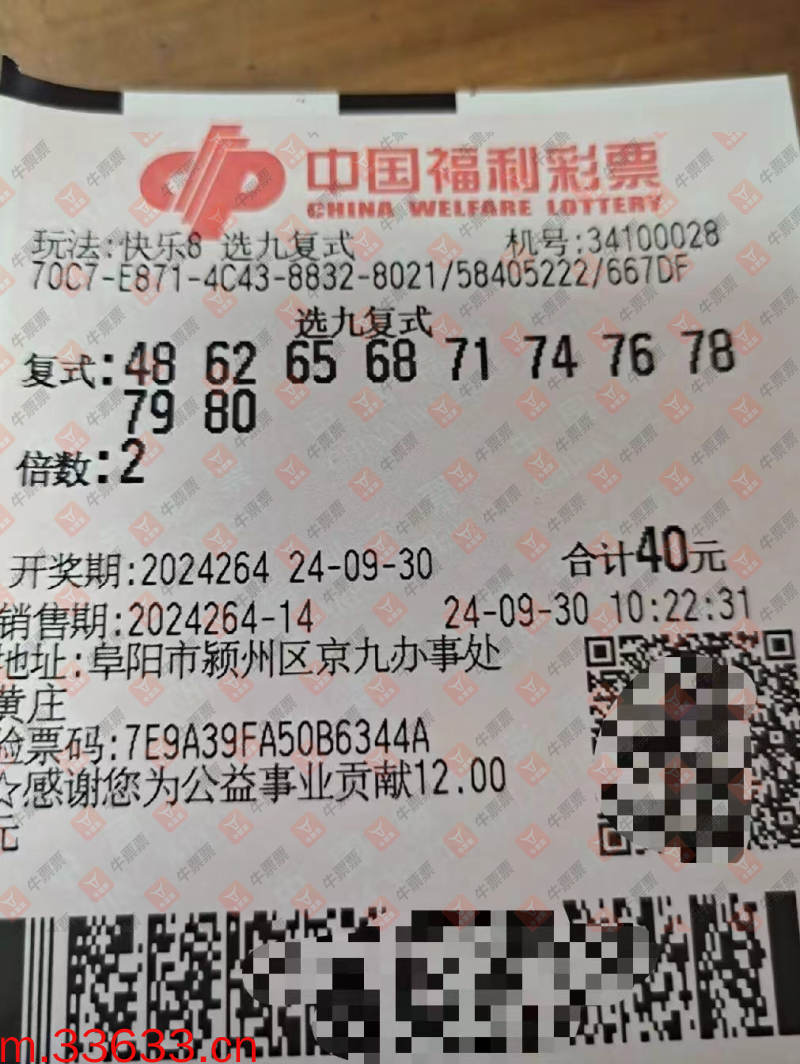 中国福利彩票
CHINA WELFARE LOTTERY
玩法:快乐8 选九复式 机号:34100028
70C7-E871-4C43-8832-8021/58405222/667DF
选九复式
复式:48 62 65 68 71 74 76 78
79 80
倍数:2
开奖期:2024264 24-09-30 合计40元
销售期:2024264-14 24-09-30 10:22:31
地址:阜阳市颍州区京九办事处
黄庄
验票码:7E9A39FA50B6344A
☆感谢您为公益事业贡献12.00
元
m.33633.cn
牛票票